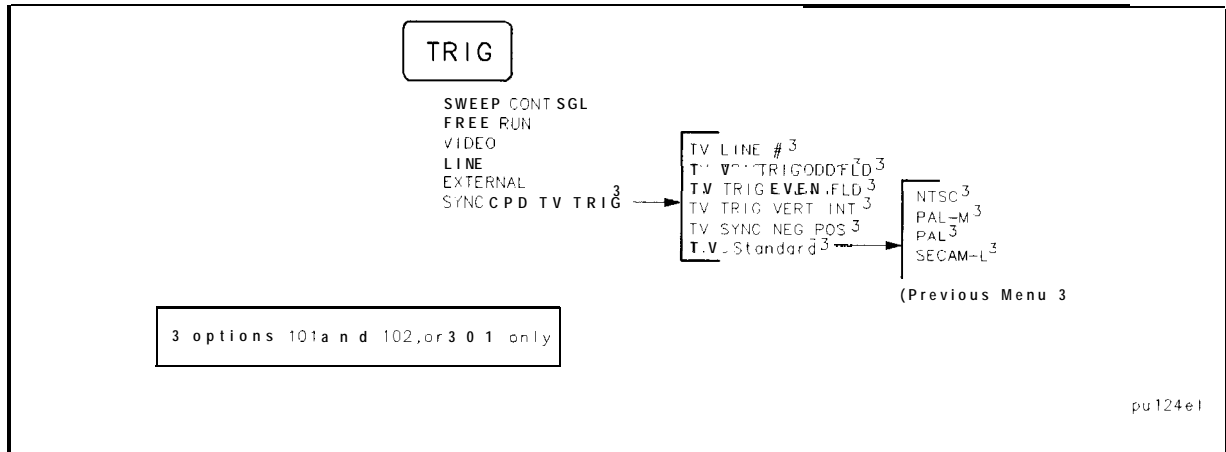 TRIG
SWEEP CONT SGL
FREE RUN
VIDEO
LINE
EXTERNAL
SYNC CPD TV TRIG 3
TV LINE # 3
TRIG ODD FLD 3
TV TRIG EVEN FLD 3
TV TRIG VERT INT 3
TV SYNC NEG POS 3
TV Standard 3
NTSC 3
PAL-M 3
PAL 3
SECAM-L 3
(Previous Menu 3
3 options 101 and 102, or 301 only
pu124e1